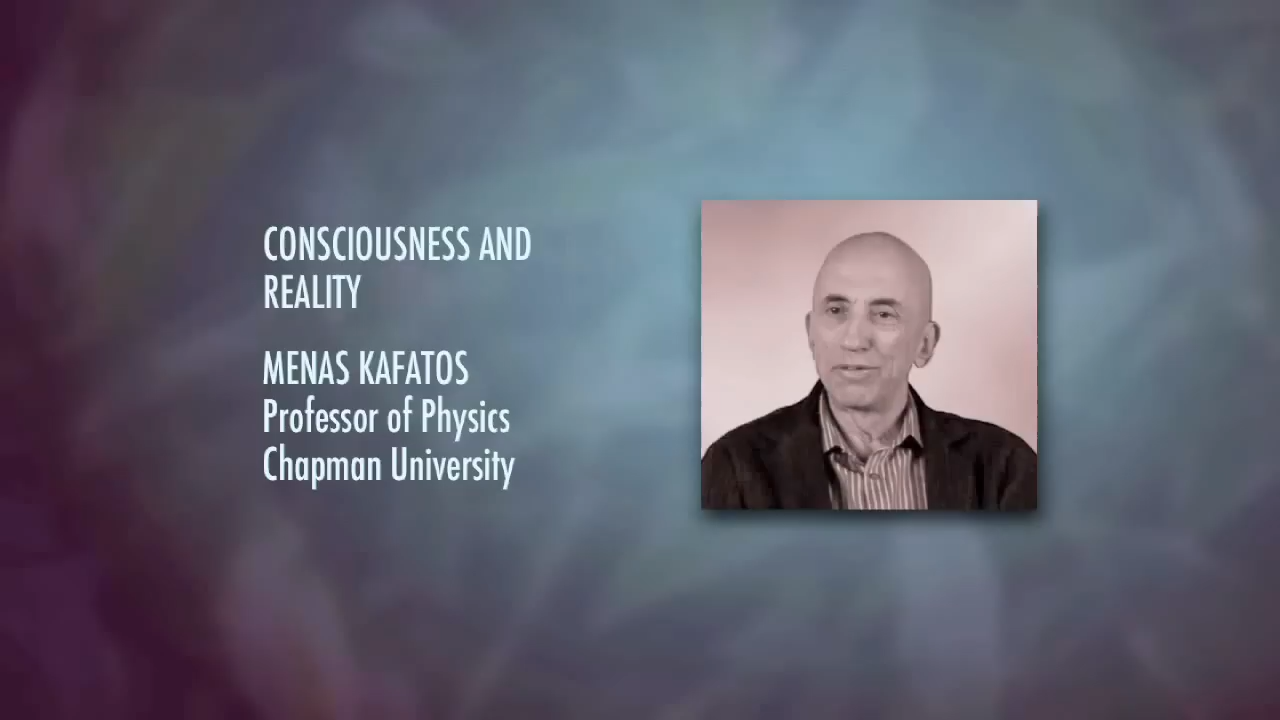 CONSCIOUSNESS AND
REALITY
MENAS KAFATOS
Professor of Physics
Chapman University